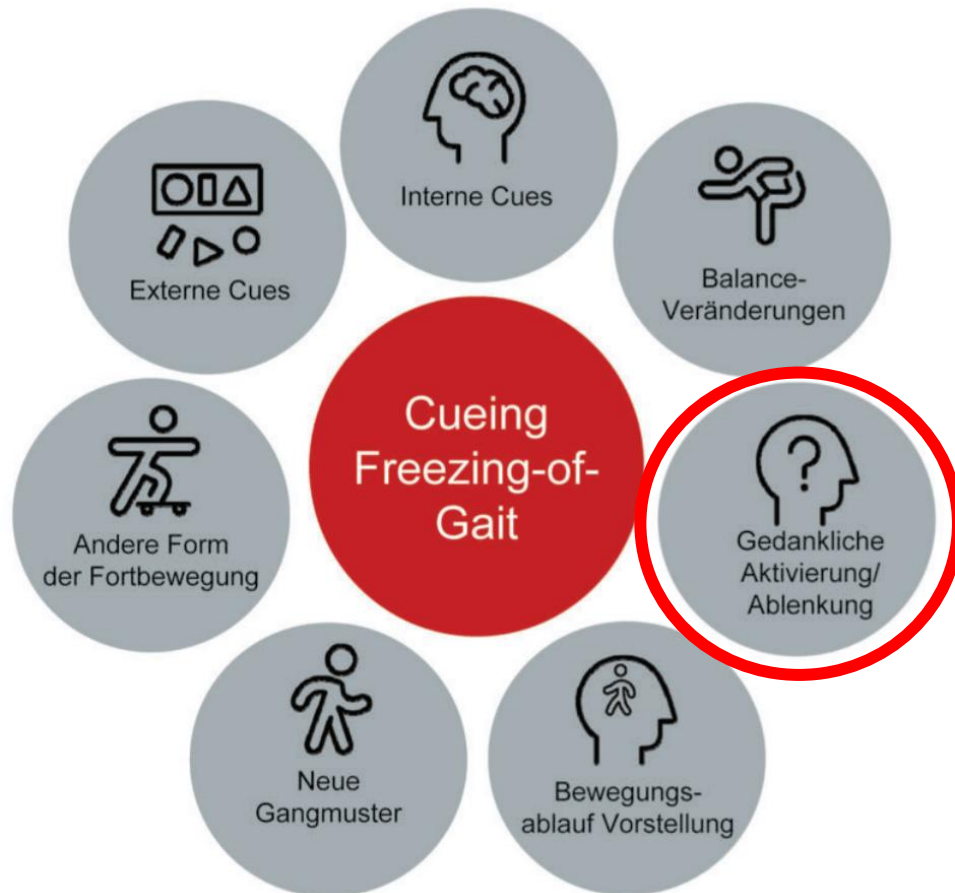 Interne Cues
Externe Cues
Balance-
Veränderungen
Cueing
Freezing-of-
Gait
Andere Form
der Fortbewegung
Gedankliche
Aktivierung/
Ablenkung
Neue
Gangmuster
Bewegungs-
ablauf Vorstellung